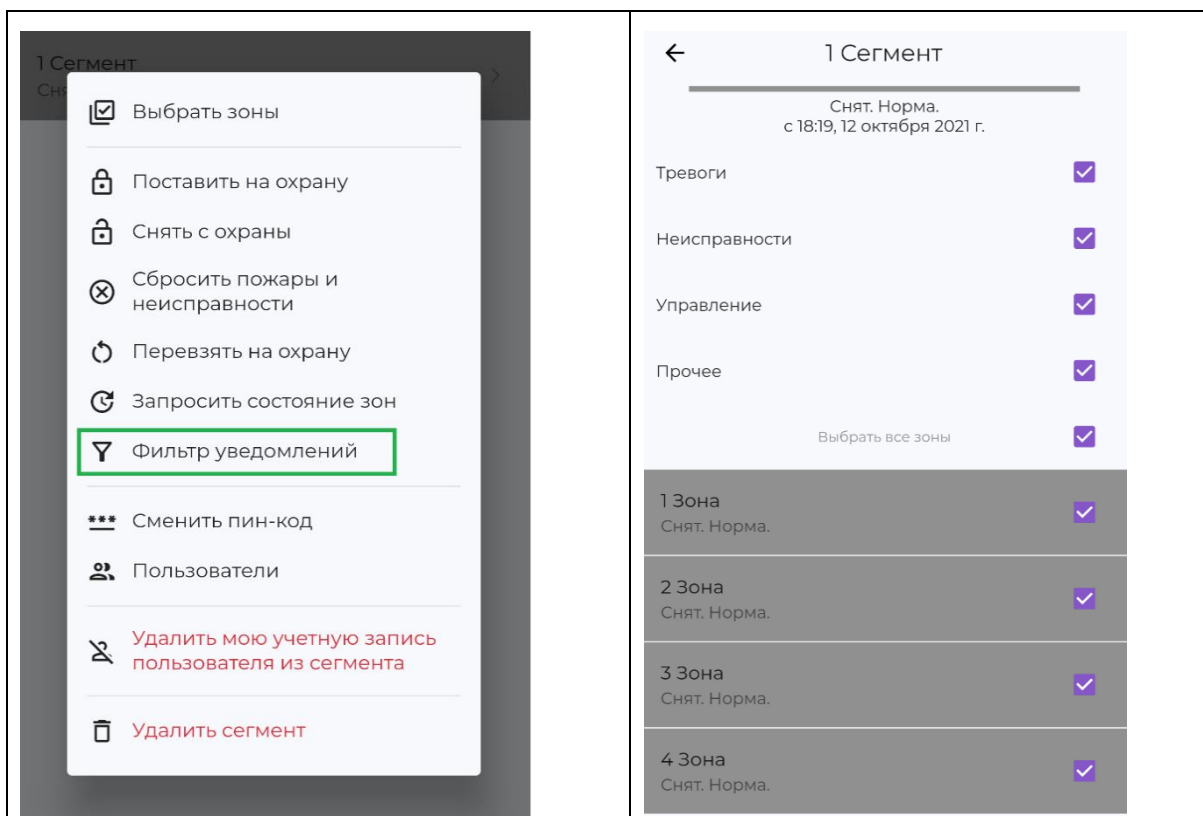 1 Сегмент
Сня
Выбрать зоны
Поставить на охрану
Снять с охраны
Сбросить пожары и
неисправности
Перевзять на охрану
Запросить состояние зон
Фильтр уведомлений
Сменить пин-код
Пользователи
Удалить мою учетную запись
пользователя из сегмента
Удалить сегмент
1 Сегмент
Снят. Норма.
с 18:19, 12 октября 2021 г.
Тревоги
Неисправности
Управление
Прочее
Выбрать все зоны
1 Зона
Снят. Норма.
2 Зона
Снят. Норма.
3 Зона
Снят. Норма.
4 Зона
Снят. Норма.